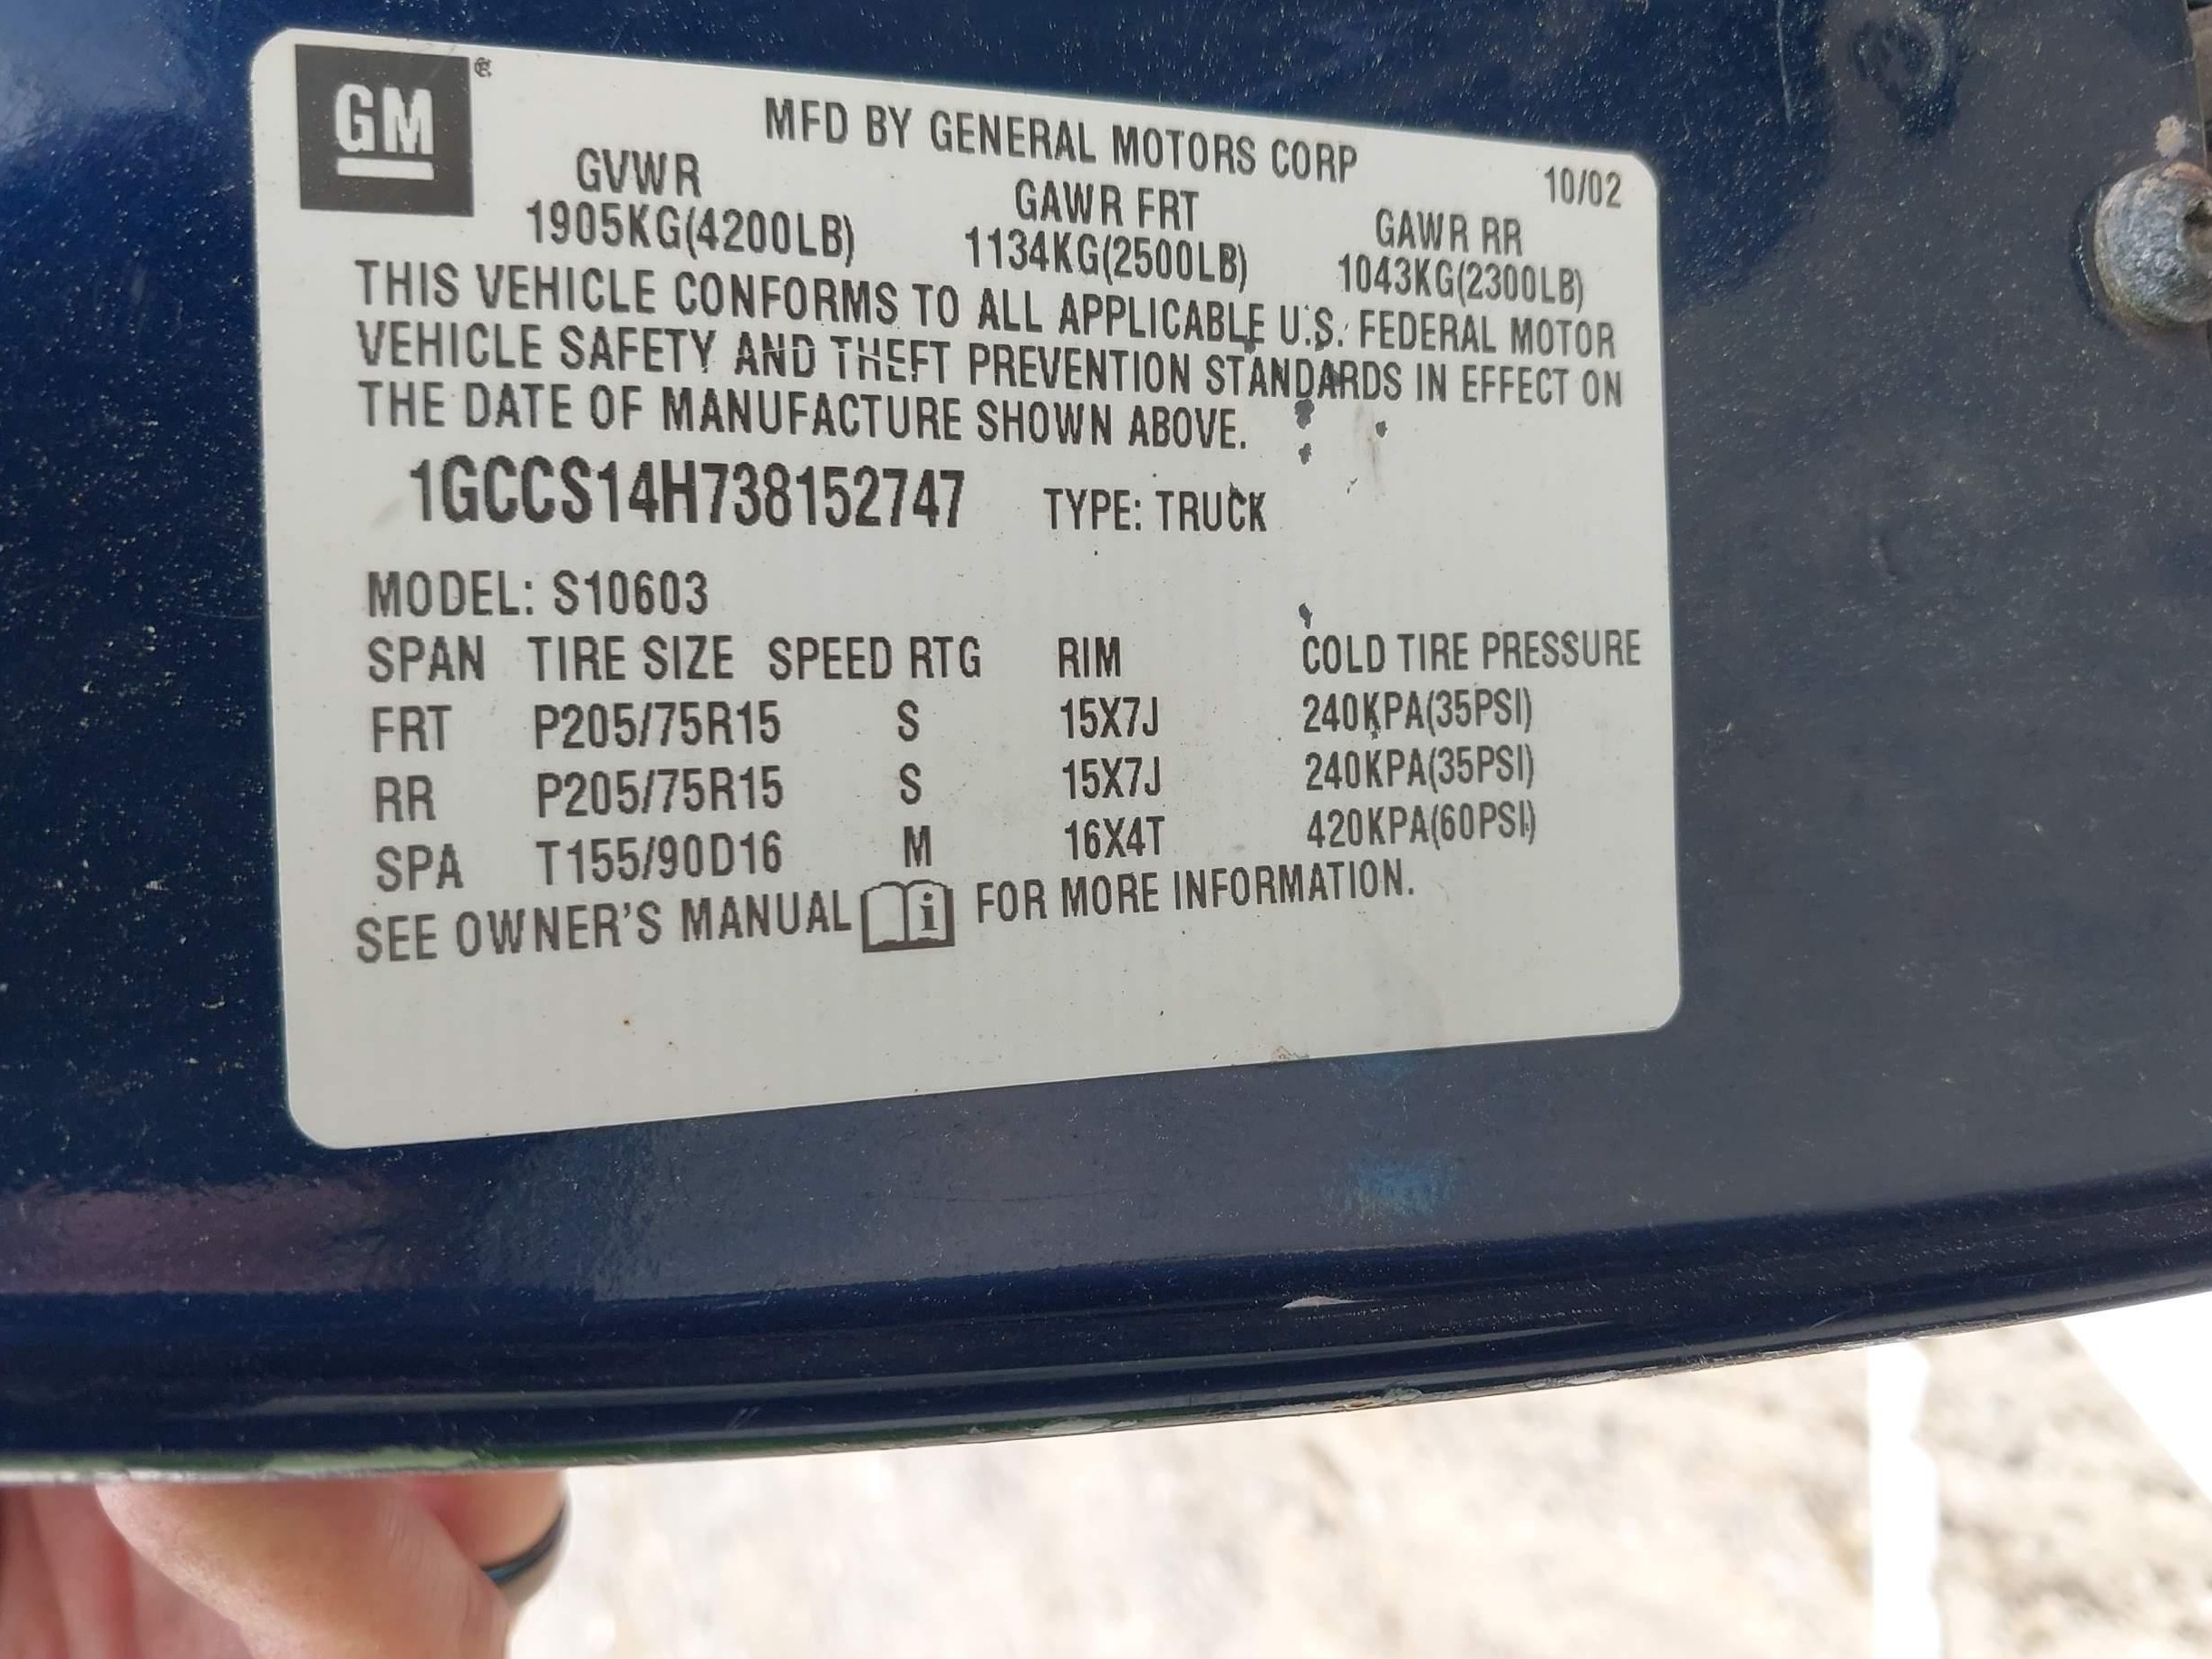 GM
MFD BY GENERAL MOTORS CORP
10/02
GVWR GAWR FRT GAWR RR
1905KG(4200LB) 1134KG(2500LB) 1043KG(2300LB)
THIS VEHICLE CONFORMS TO ALL APPLICABLE U.S. FEDERAL MOTOR
VEHICLE SAFETY AND THEFT PREVENTION STANDARDS IN EFFECT ON
THE DATE OF MANUFACTURE SHOWN ABOVE.
1GCCS14H738152747 TYPE: TRUCK
MODEL: S10603
SPAN TIRE SIZE SPEED RTG RIM COLD TIRE PRESSURE
FRT P205/75R15 S 15X7J 240KPA(35PSI)
RR P205/75R15 S 15X7J 240KPA(35PSI)
SPA T155/90D16 M 16X4T 420KPA(60PSI)
SEE OWNER'S MANUAL i FOR MORE INFORMATION.